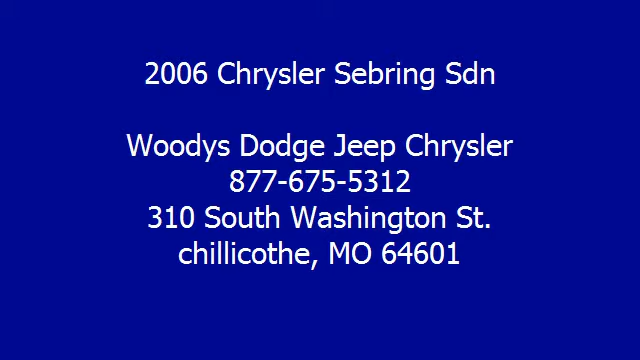 2006 Chrysler Sebring Sdn
Woodys Dodge Jeep Chrysler
877-675-5312
310 South Washington St.
chillicothe, MO 64601